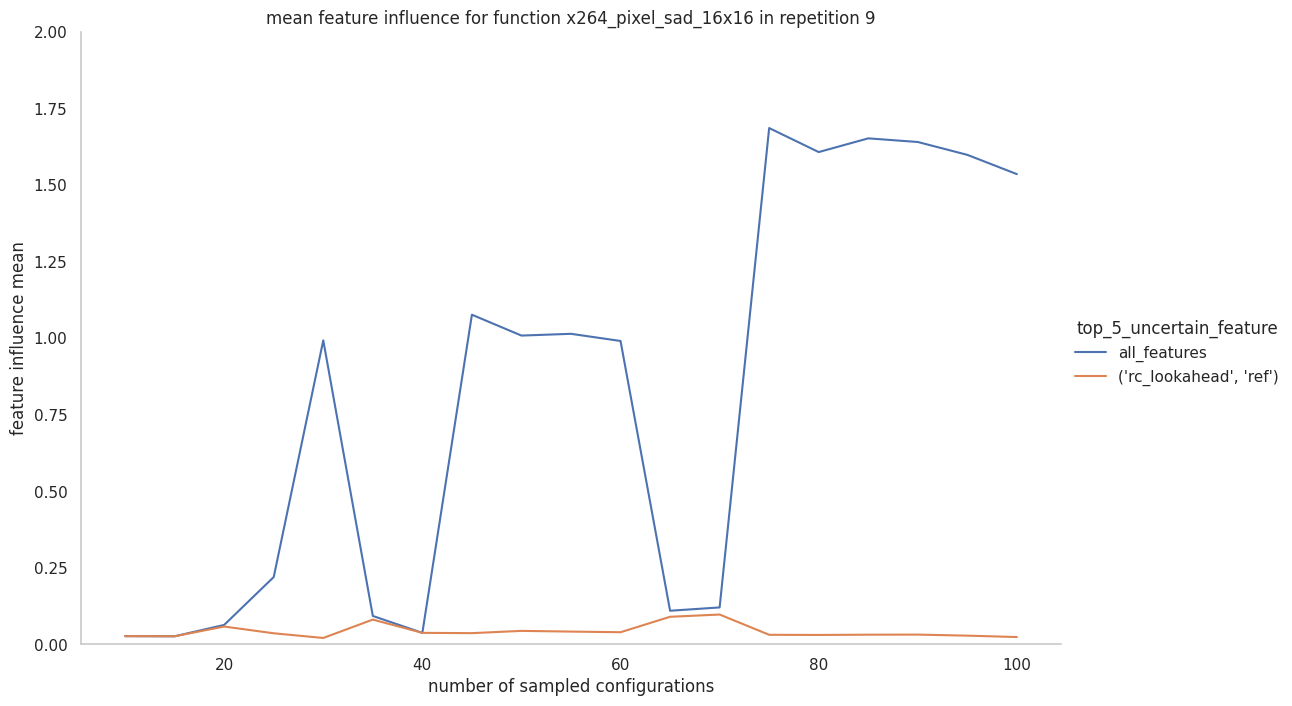 mean feature influence for function x264_pixel_sad_16x16 in repetition 9
2.00
1.75
1.50
1.25
1.00
0.75
0.50
0.25
0.00
feature influence mean
20
40
60
80
100
number of sampled configurations
top_5_uncertain_feature
all_features
('rc_lookahead', 'ref')